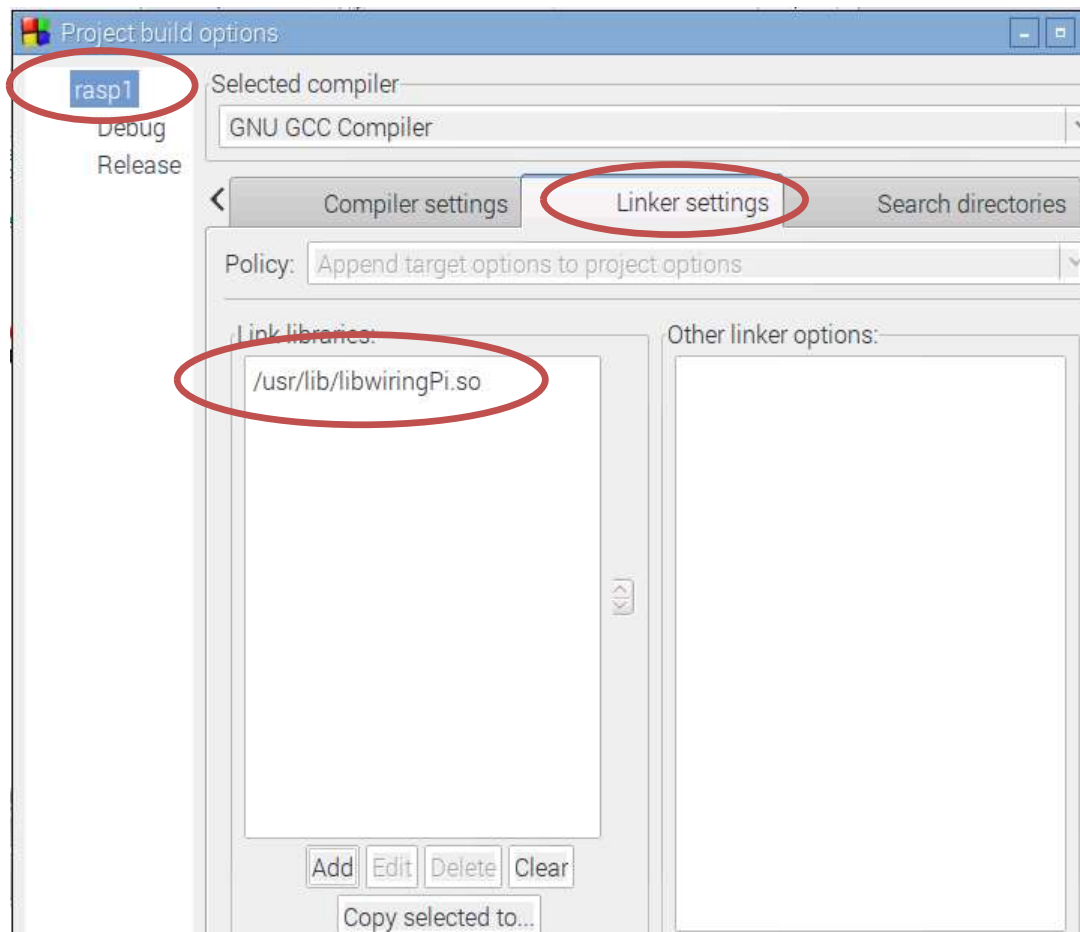 Project build options
rasp1
Debug
Release
Selected compiler
GNU GCC Compiler
Compiler settings
Linker settings
Search directories
Policy:
Append target options to project options
Link libraries:
Other linker options:
/usr/lib/libwiringPi.so
Add
Edit
Delete
Clear
Copy selected to...